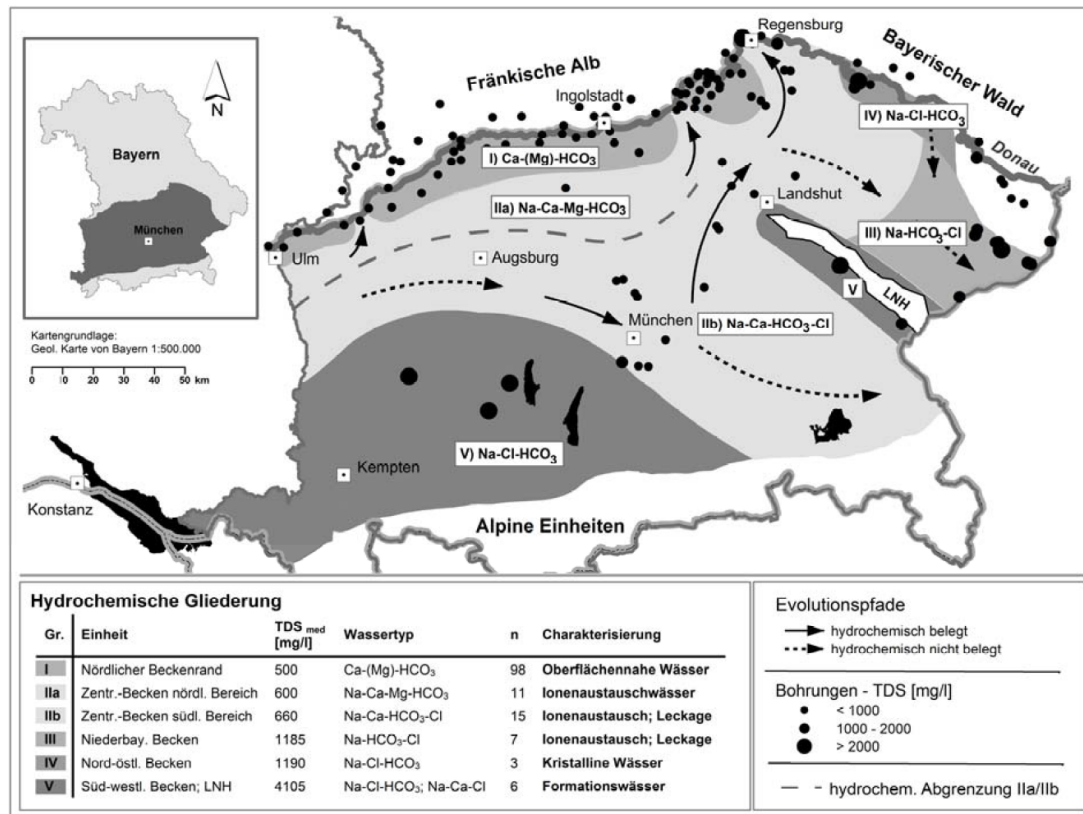 Regensburg
Bayerischer Wald
Fränkische Alb
Ingolstadt
N
Bayern
München
IV) Na-Cl-HCO₃
Donau
I) Ca-(Mg)-HCO₃
IIa) Na-Ca-Mg-HCO₃
Landshut
III) Na-HCO₃-Cl
Ulm
Augsburg
V
LNH
Kartengrundlage:
Geol. Karte von Bayern 1:500.000
0 10 20 30 40 50 km
München
IIb) Na-Ca-HCO₃-Cl
V) Na-Cl-HCO₃
Kempten
Konstanz
Alpine Einheiten
Hydrochemische Gliederung
Gr. Einheit TDS med [mg/l] Wassertyp n Charakterisierung
I Nördlicher Beckenrand 500 Ca-(Mg)-HCO₃ 98 Oberflächennahe Wässer
IIa Zentr.-Becken nördl. Bereich 600 Na-Ca-Mg-HCO₃ 11 Ionenaustauschwässer
IIb Zentr.-Becken südl. Bereich 660 Na-Ca-HCO₃-Cl 15 Ionenaustausch; Leckage
III Niederbay. Becken 1185 Na-HCO₃-Cl 7 Ionenaustausch; Leckage
IV Nord-östl. Becken 1190 Na-Cl-HCO₃ 3 Kristalline Wässer
V Süd-westl. Becken; LNH 4105 Na-Cl-HCO₃; Na-Ca-Cl 6 Formationswässer
Evolutionspfade
hydrochemisch belegt
hydrochemisch nicht belegt
Bohrungen - TDS [mg/l]
< 1000
1000 - 2000
> 2000
hydrochem. Abgrenzung IIa/IIb